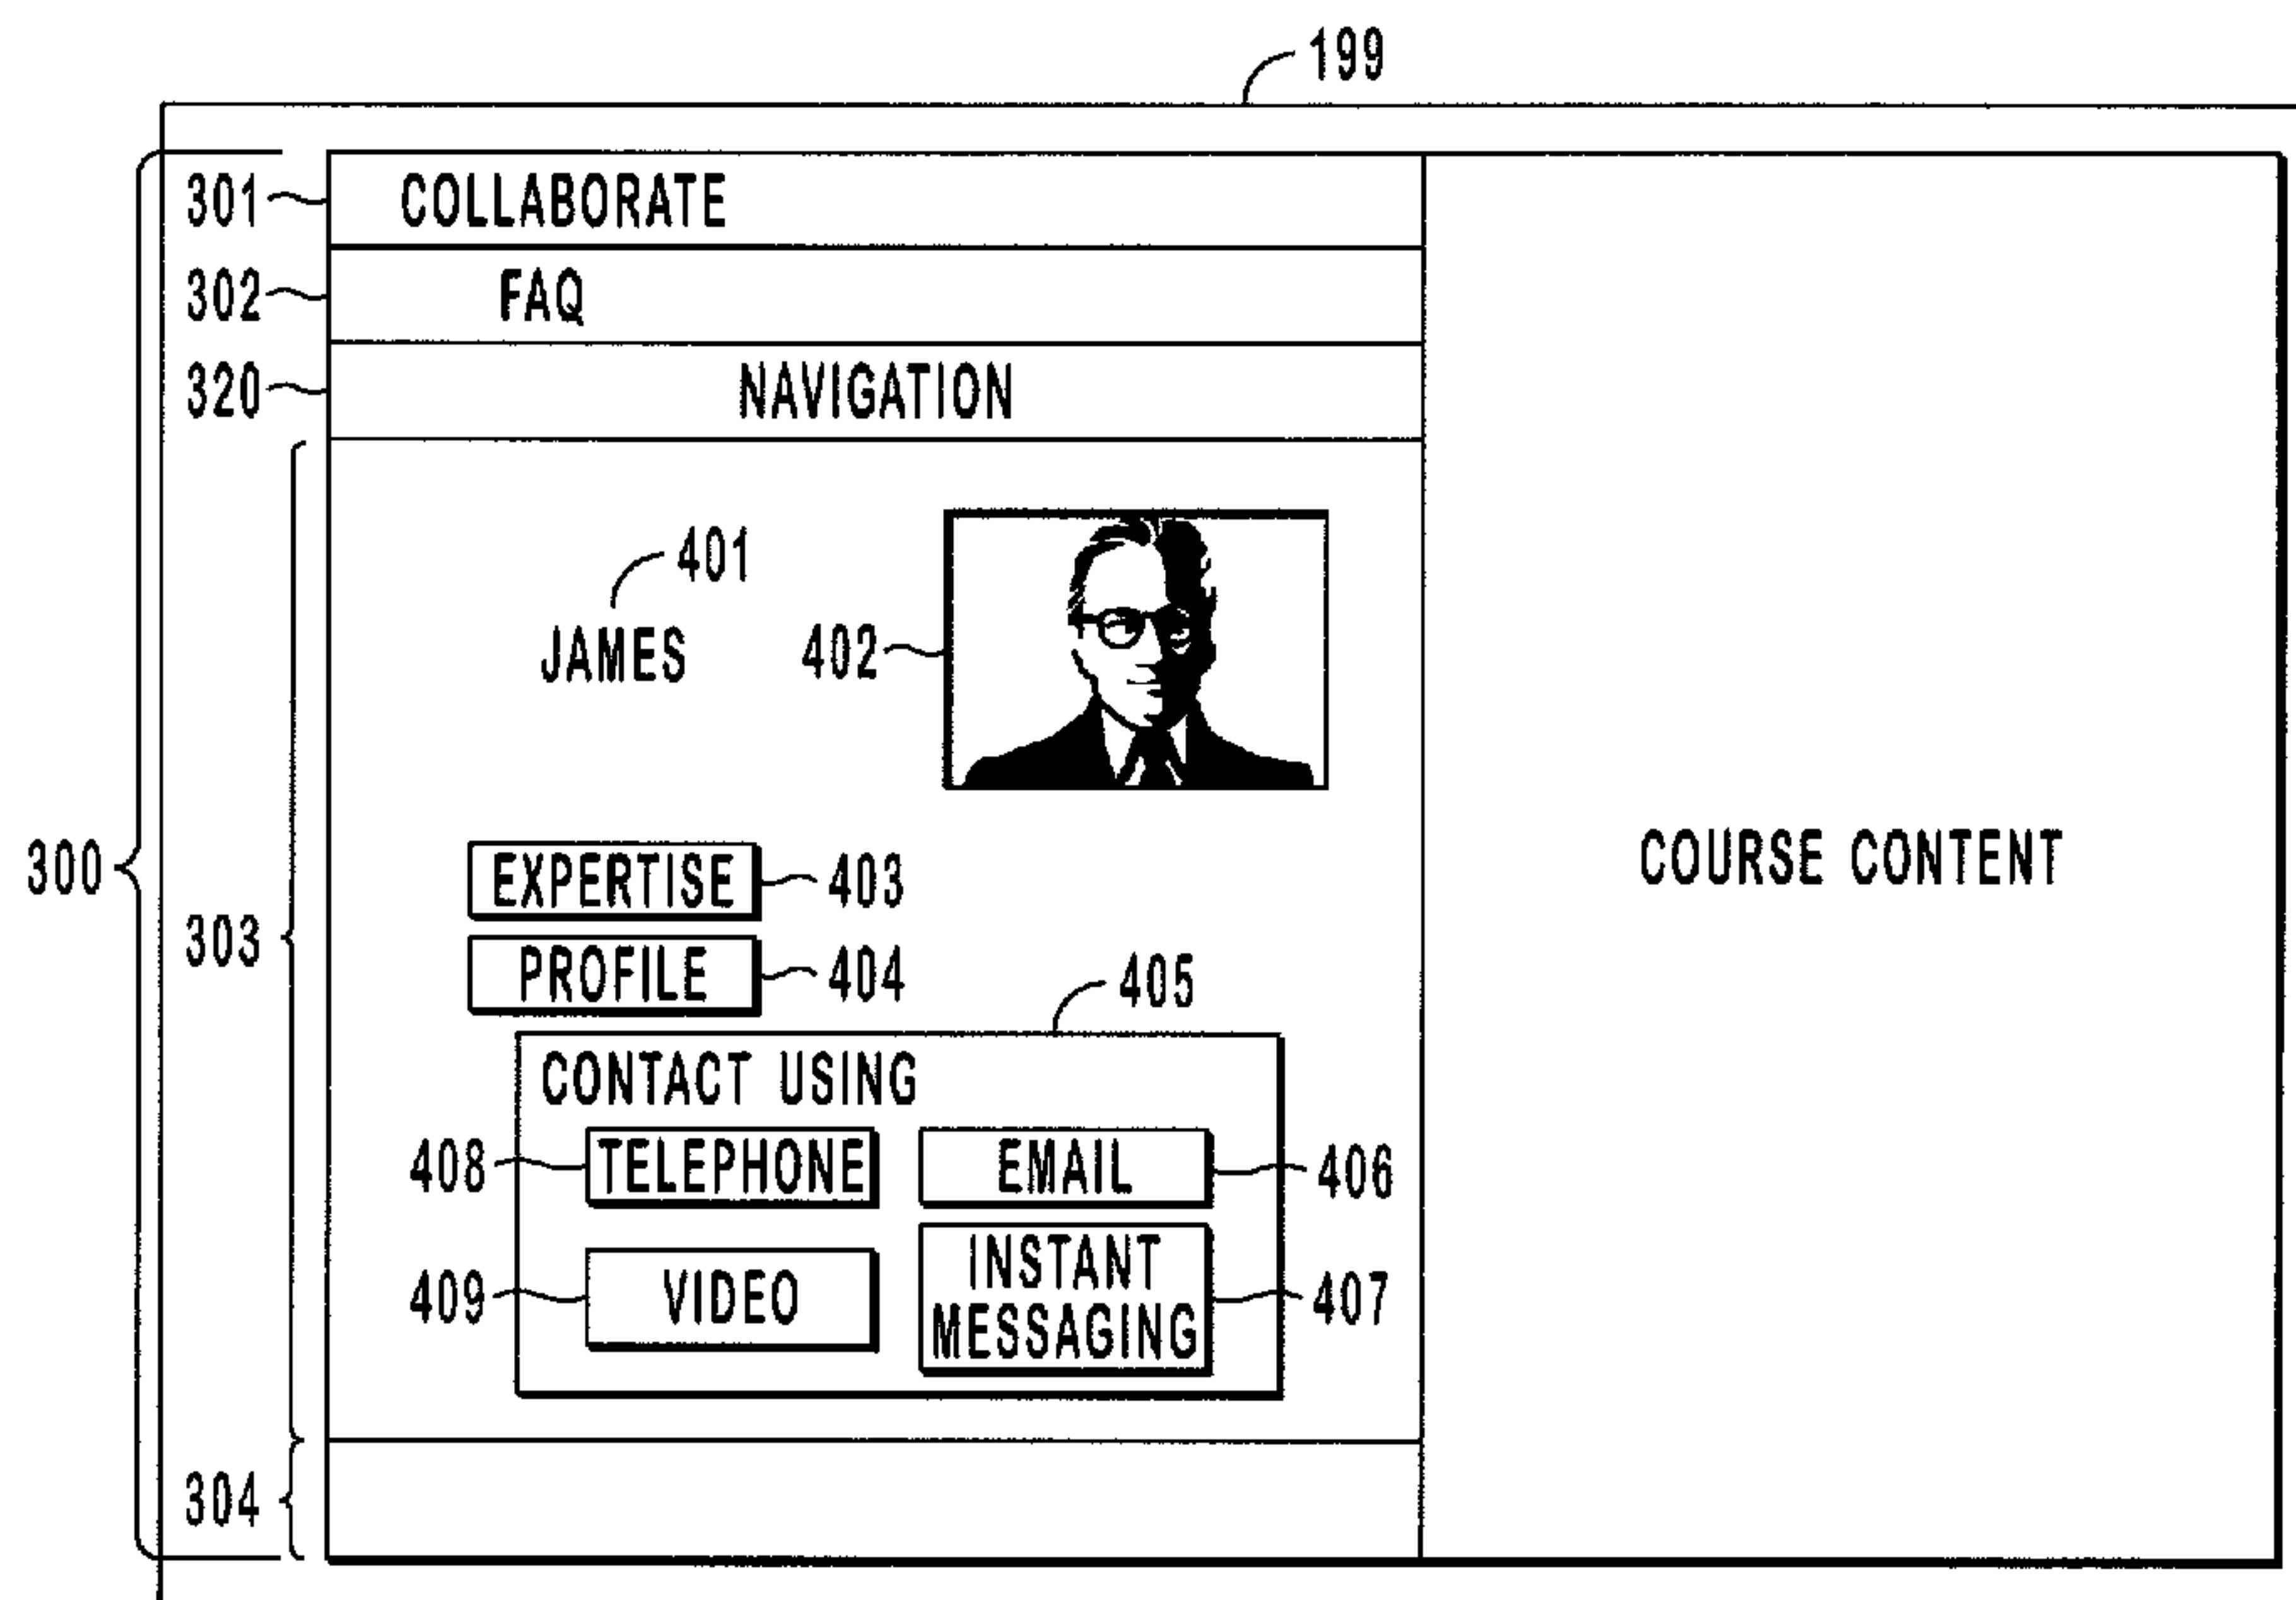 199
301 COLLABORATE
302 FAQ
320 NAVIGATION
401
JAMES 402
300
303
EXPERTISE 403
PROFILE 404
405
CONTACT USING
408 TELEPHONE EMAIL 406
409 VIDEO INSTANT
MESSAGING 407
304
COURSE CONTENT